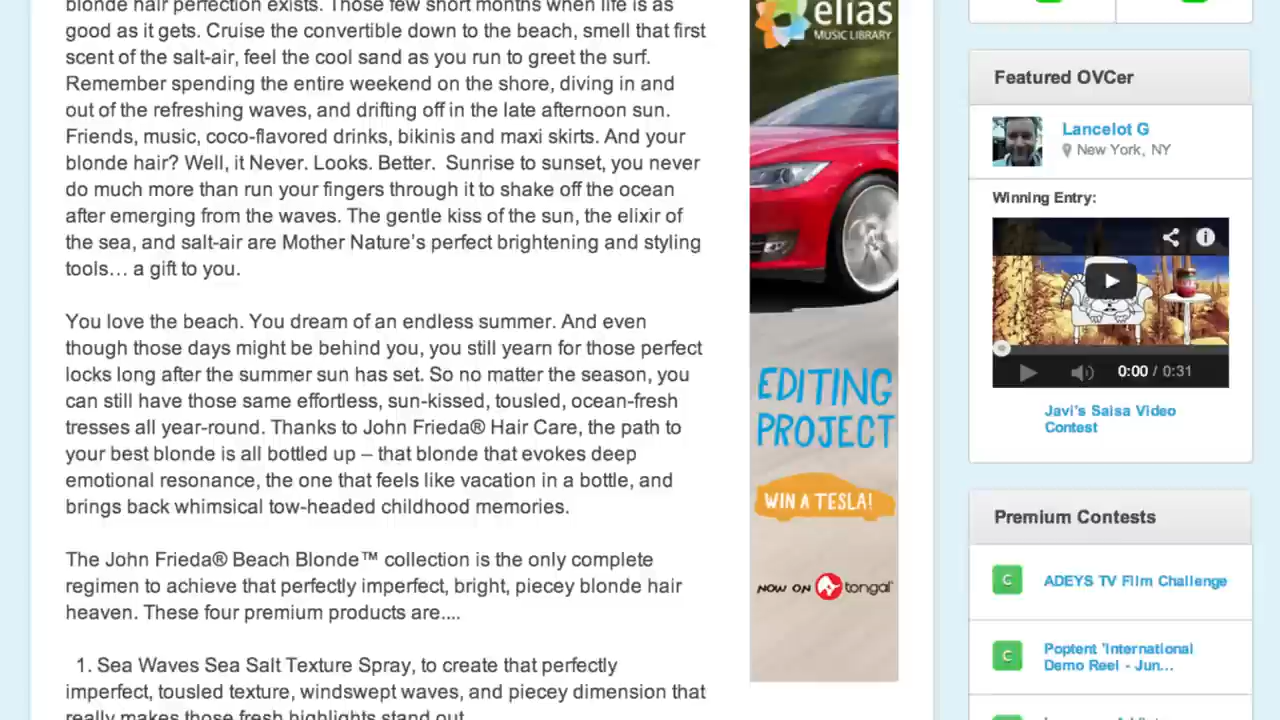 blonde hair perfection exists. Those few short months when life is as
good as it gets. Cruise the convertible down to the beach, smell that first
scent of the salt-air, feel the cool sand as you run to greet the surf.
Remember spending the entire weekend on the shore, diving in and
out of the refreshing waves, and drifting off in the late afternoon sun.
Friends, music, coco-flavored drinks, bikinis and maxi skirts. And your
blonde hair? Well, it Never. Looks. Better.  Sunrise to sunset, you never
do much more than run your fingers through it to shake off the ocean
after emerging from the waves. The gentle kiss of the sun, the elixir of
the sea, and salt-air are Mother Nature's perfect brightening and styling
tools… a gift to you.
You love the beach. You dream of an endless summer. And even
though those days might be behind you, you still yearn for those perfect
locks long after the summer sun has set. So no matter the season, you
can still have those same effortless, sun-kissed, tousled, ocean-fresh
tresses all year-round. Thanks to John Frieda® Hair Care, the path to
your best blonde is all bottled up – that blonde that evokes deep
emotional resonance, the one that feels like vacation in a bottle, and
brings back whimsical tow-headed childhood memories.
The John Frieda® Beach Blonde™ collection is the only complete
regimen to achieve that perfectly imperfect, bright, piecey blonde hair
heaven. These four premium products are....
1. Sea Waves Sea Salt Texture Spray, to create that perfectly
imperfect, tousled texture, windswept waves, and piecey dimension that
really makes those fresh highlights stand out
elias
MUSIC LIBRARY
EDITING
PROJECT
WIN A TESLA!
NOW ON tongal
Featured OVCer
Lancelot G
New York, NY
Winning Entry:
0:00 / 0:31
Javi's Salsa Video
Contest
Premium Contests
C
ADEYS TV Film Challenge
C
Poptent 'International
Demo Reel - Jun...